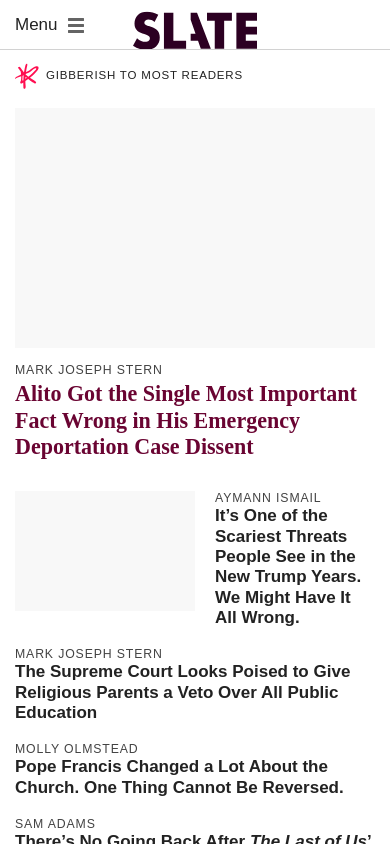 Menu
SLATE
GIBBERISH TO MOST READERS
MARK JOSEPH STERN
Alito Got the Single Most Important
Fact Wrong in His Emergency
Deportation Case Dissent
AYMANN ISMAIL
It’s One of the
Scariest Threats
People See in the
New Trump Years.
We Might Have It
All Wrong.
MARK JOSEPH STERN
The Supreme Court Looks Poised to Give
Religious Parents a Veto Over All Public
Education
MOLLY OLMSTEAD
Pope Francis Changed a Lot About the
Church. One Thing Cannot Be Reversed.
SAM ADAMS
There’s No Going Back After The Last of Us’